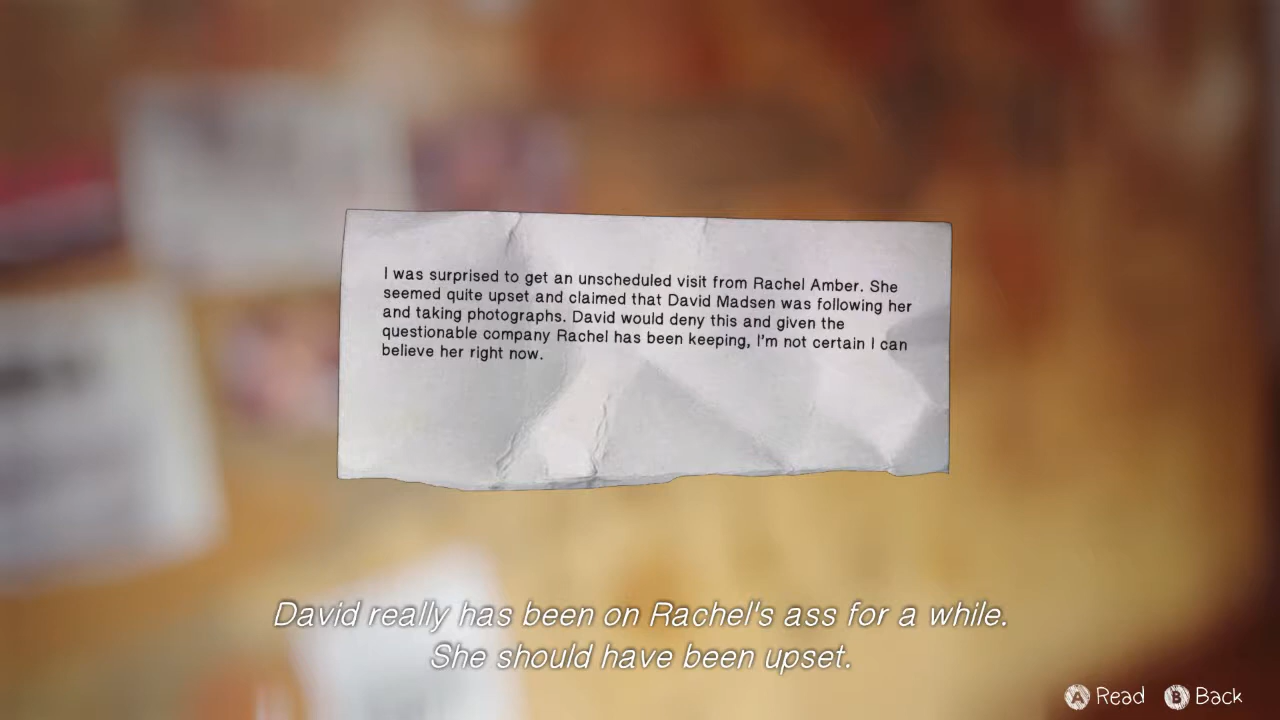 I was surprised to get an unscheduled visit from Rachel Amber. She
seemed quite upset and claimed that David Madsen was following her
and taking photographs. David would deny this and given the
questionable company Rachel has been keeping, I'm not certain I can
believe her right now.
David really has been on Rachel's ass for a while.
She should have been upset.
A Read B Back